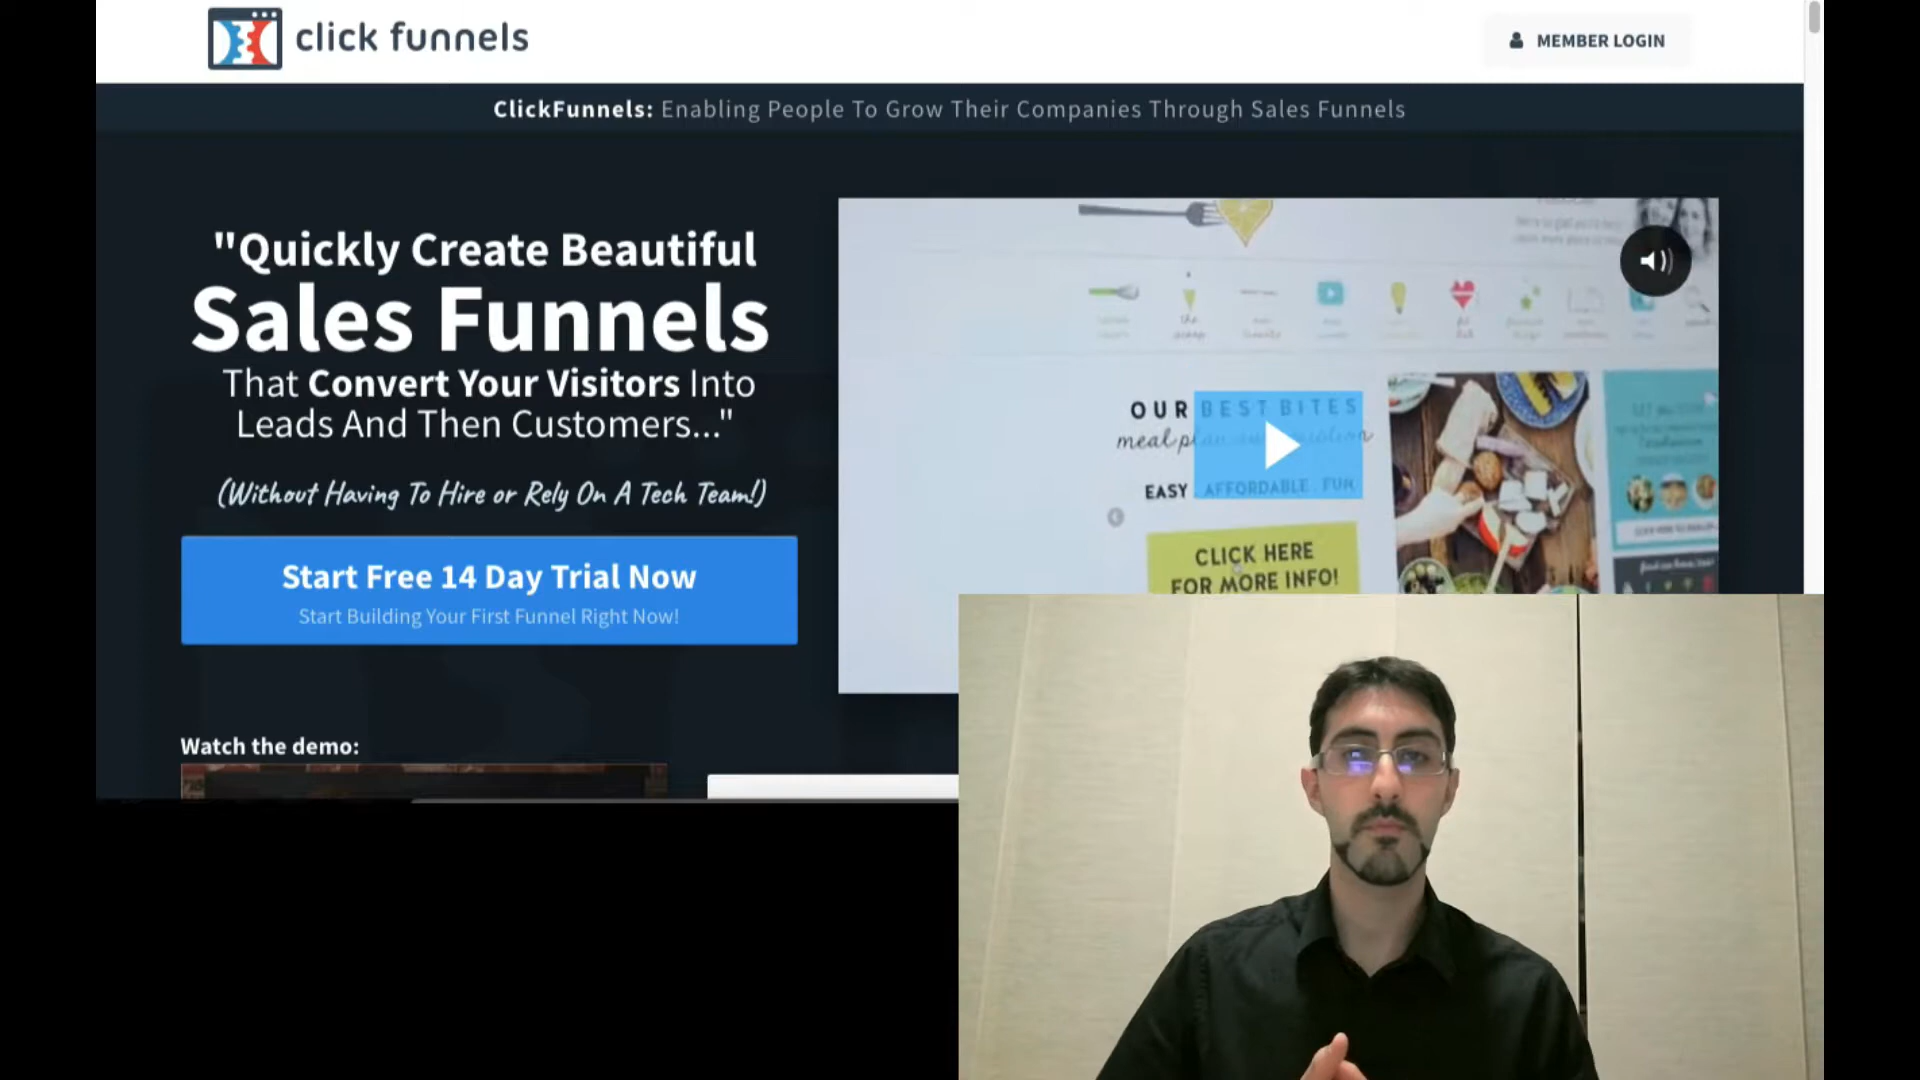 click funnels
MEMBER LOGIN
ClickFunnels: Enabling People To Grow Their Companies Through Sales Funnels
"Quickly Create Beautiful
Sales Funnels
That Convert Your Visitors Into
Leads And Then Customers..."
(Without Having To Hire or Rely On A Tech Team!)
Start Free 14 Day Trial Now
Start Building Your First Funnel Right Now!
OUR BEST BITES
EASY . AFFORDABLE . FUN
CLICK HERE
FOR MORE INFO!
Watch the demo: